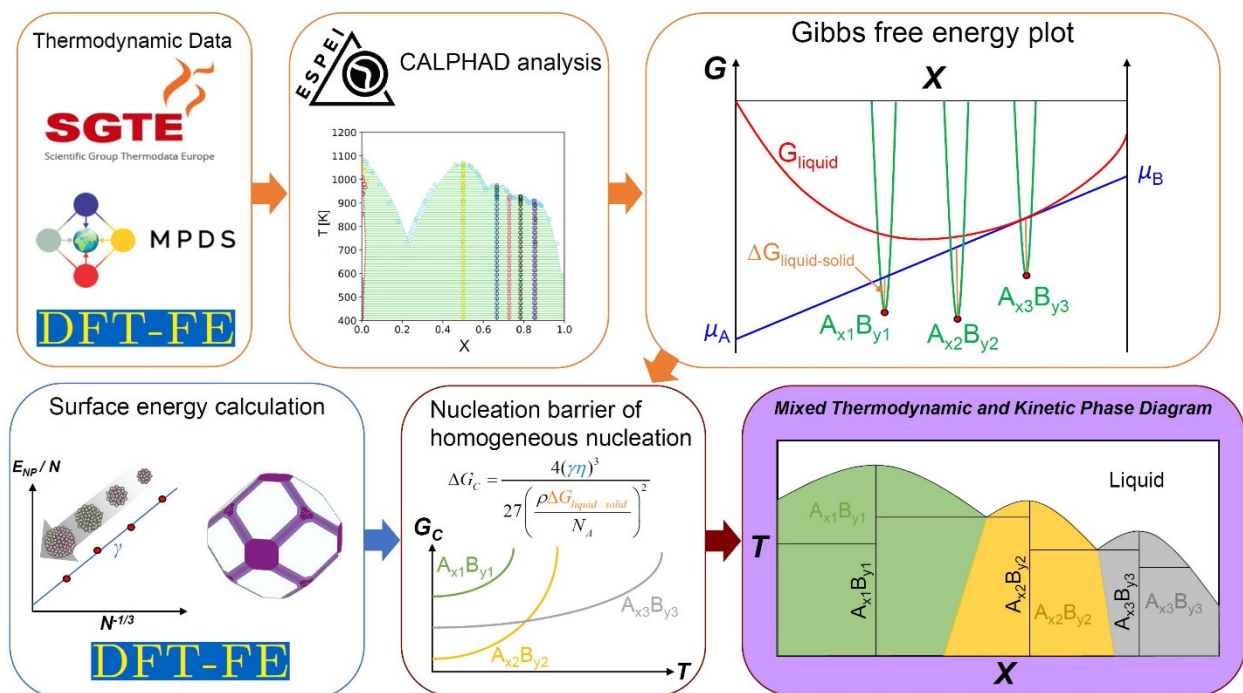 Thermodynamic Data
SGTE
Scientific Group Thermodata Europe
MPDS
DFT-FE
ESPEI
CALPHAD analysis
1200
1100
1000
900
800
700
600
500
400
T [K]
0.0 0.2 0.4 0.6 0.8 1.0
X
Gibbs free energy plot
G
X
G_liquid
μ_B
ΔG_liquid-solid
A_x3B_y3
μ_A
A_x1B_y1
A_x2B_y2
Surface energy calculation
E_NP / N
γ
N^-1/3
DFT-FE
Nucleation barrier of
homogeneous nucleation
ΔG_C = 4(γη)^3 / 27(ρΔG_liquid-solid / N_A)^2
G_C
A_x1B_y1
A_x3B_y3
A_x2B_y2
T
Mixed Thermodynamic and Kinetic Phase Diagram
Liquid
A_x1B_y1
T
A_x1B_y1
A_x2B_y2
A_x2B_y2
A_x3B_y3
A_x3B_y3
X